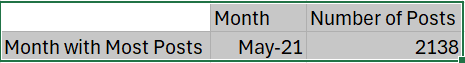 Month Number of Posts
Month with Most Posts May-21 2138